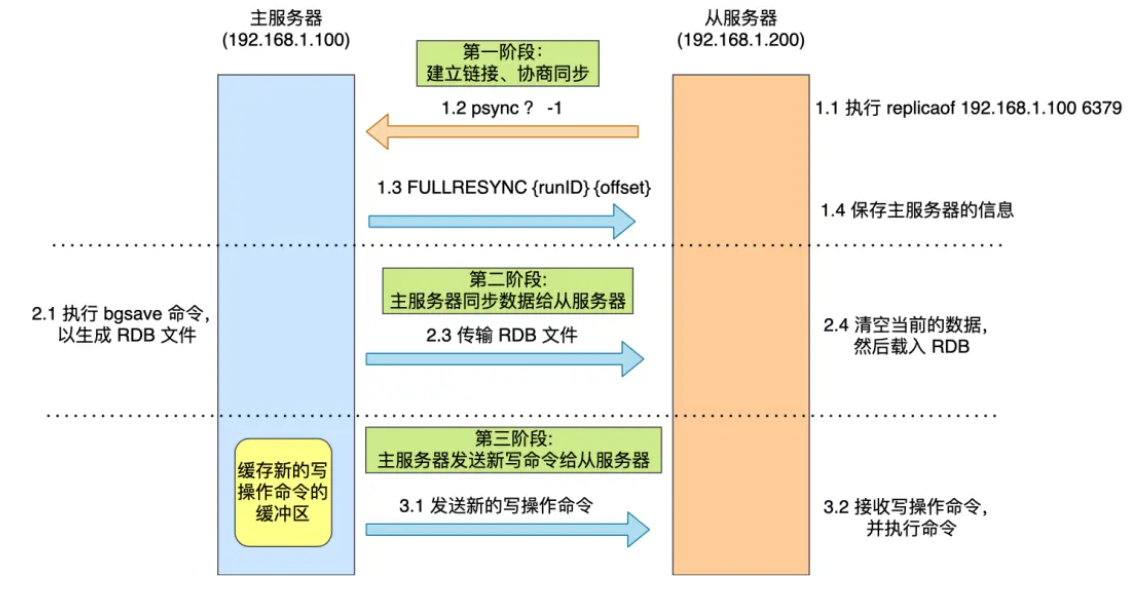 主服务器
(192.168.1.100)
从服务器
(192.168.1.200)
第一阶段：
建立链接、协商同步
1.1 执行 replicaof 192.168.1.100 6379
1.2 psync ？ -1
1.3 FULLRESYNC {runID} {offset}
1.4 保存主服务器的信息
第二阶段:
主服务器同步数据给从服务器
2.1 执行 bgsave 命令，
以生成 RDB 文件
2.3 传输 RDB 文件
2.4 清空当前的数据，
然后载入 RDB
第三阶段:
主服务器发送新写命令给从服务器
缓存新的写
操作命令的
缓冲区
3.1 发送新的写操作命令
3.2 接收写操作命令，
并执行命令